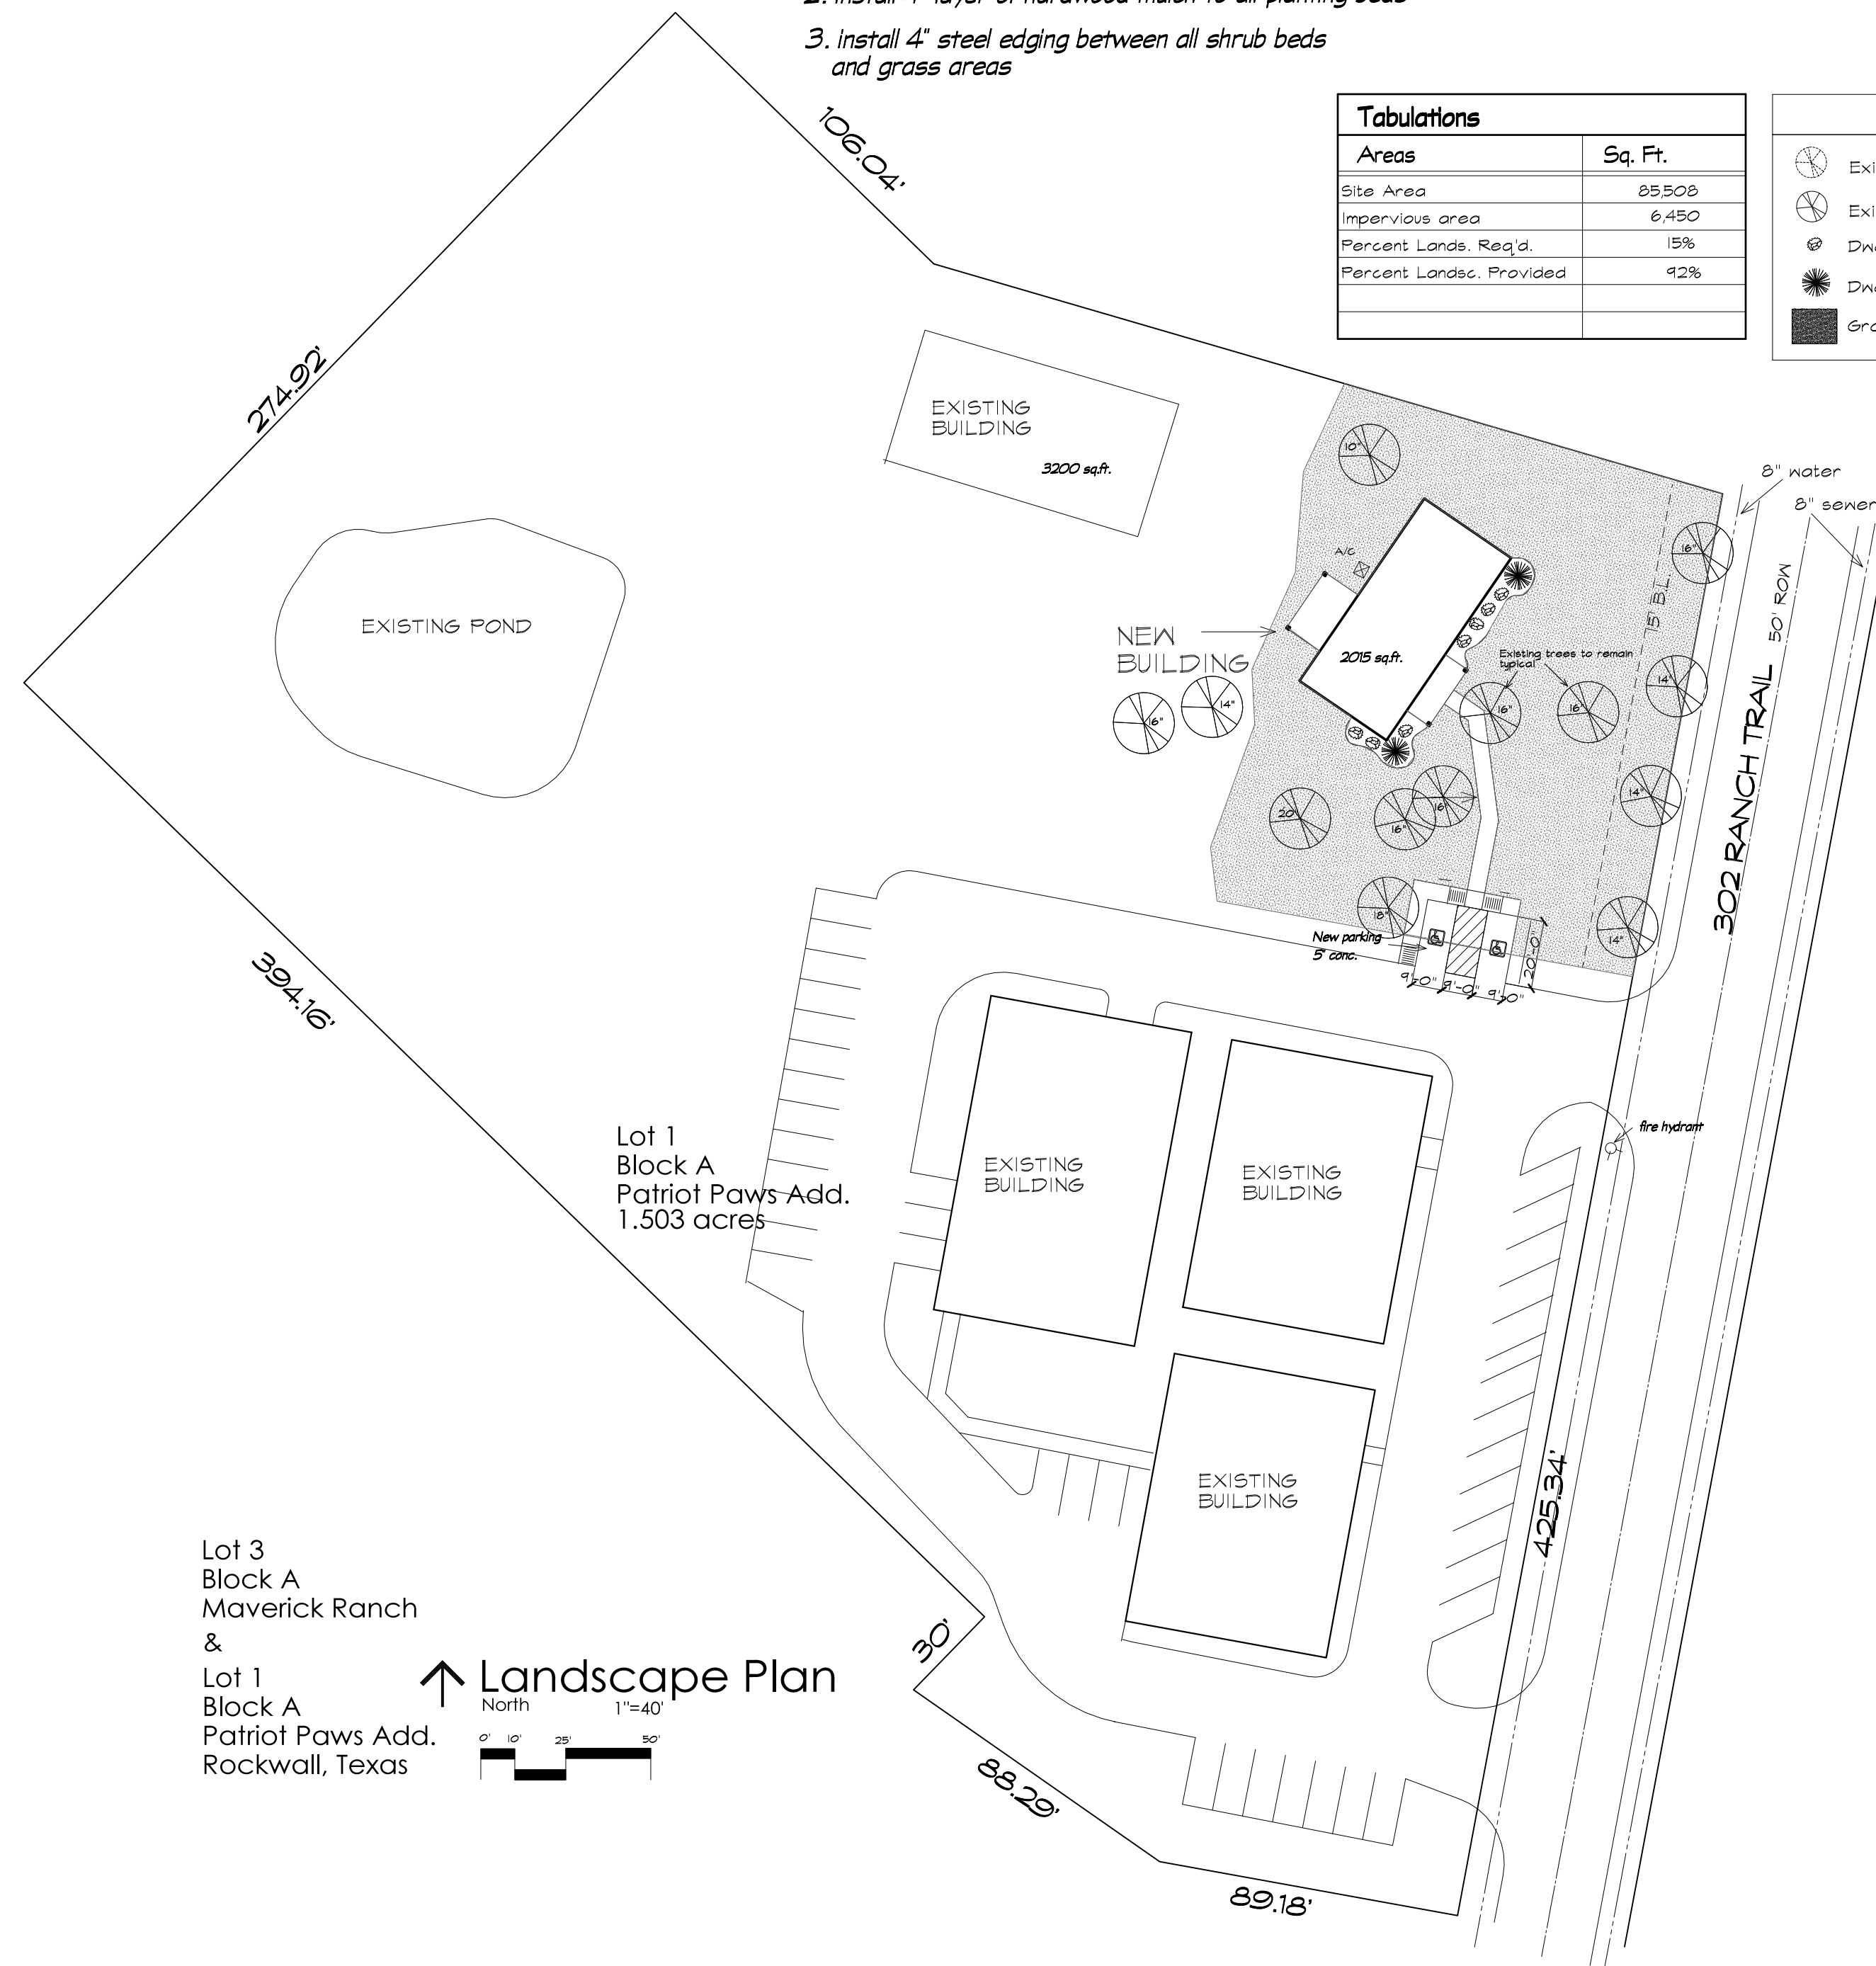 3. install 4" steel edging between all shrub beds
and grass areas
Tabulations
Areas Sq. Ft.
Site Area 85,508
Impervious area 6,450
Percent Lands. Req'd. 15%
Percent Landsc. Provided 92%
106.04'
274.92'
EXISTING
BUILDING
3200 sq.ft.
8" water
8" sewer
10"
16"
A/C
15' B.L.
50' ROW
EXISTING POND
NEW
BUILDING
2015 sq.ft.
Existing trees to remain
typical
16"
14"
16"
16"
14"
302 RANCH TRAIL
20"
16"
16"
14"
18"
14"
New parking
5" conc.
9'-0"
9'-0"
9'-0"
20'-0"
394.16'
fire hydrant
Lot 1
Block A
Patriot Paws Add.
1.503 acres
EXISTING
BUILDING
EXISTING
BUILDING
EXISTING
BUILDING
425.34'
Lot 3
Block A
Maverick Ranch
&
Lot 1
Block A
Patriot Paws Add.
Rockwall, Texas
Landscape Plan
North 1"=40'
0' 10' 25' 50'
30'
88.29'
89.18'